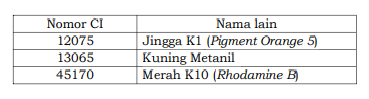 Nomor CI Nama lain
12075 Jingga K1 (Pigment Orange 5)
13065 Kuning Metanil
45170 Merah K10 (Rhodamine B)